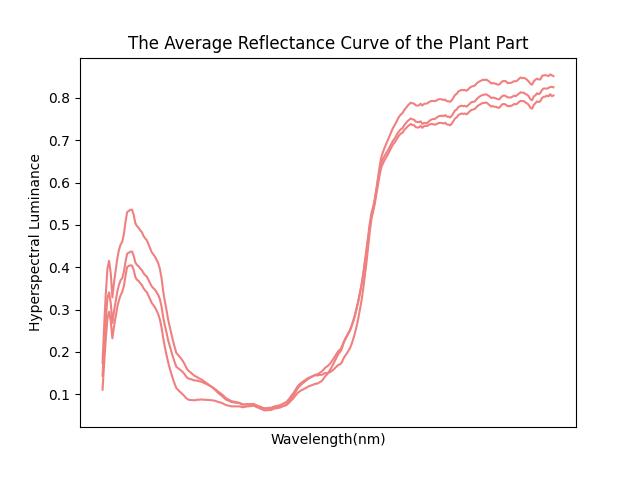 The Average Reflectance Curve of the Plant Part
0.8
0.7
0.6
0.5
0.4
0.3
0.2
0.1
Hyperspectral Luminance
Wavelength(nm)